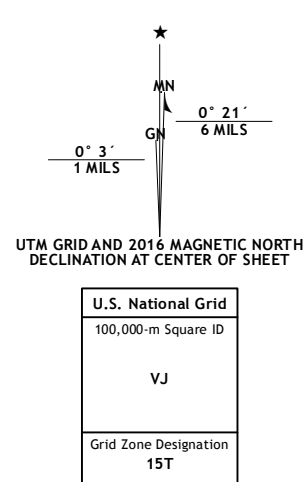 ★
MN
0° 21´
6 MILS
GN
0° 3´
1 MILS
UTM GRID AND 2016 MAGNETIC NORTH
DECLINATION AT CENTER OF SHEET
U.S. National Grid
100,000-m Square ID
VJ
Grid Zone Designation
15T